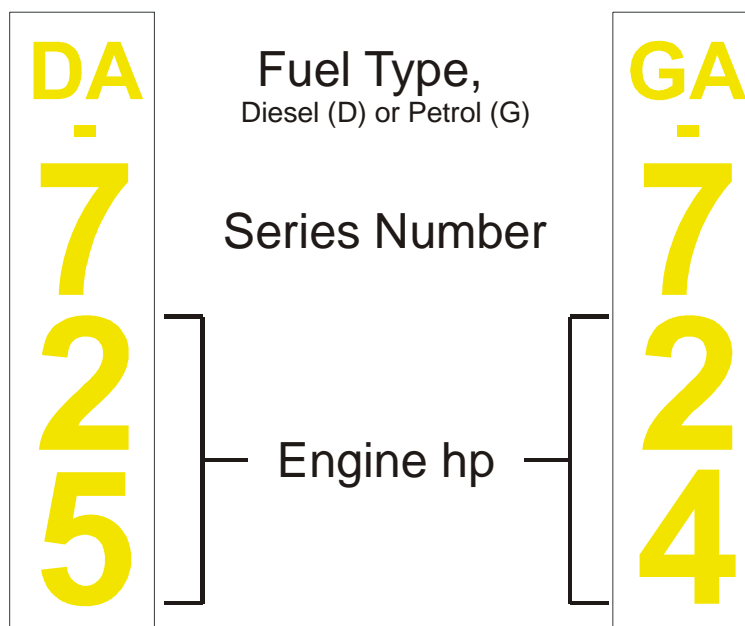 DA
-
7
2
5
Fuel Type,
Diesel (D) or Petrol (G)
Series Number
Engine hp
GA
-
7
2
4